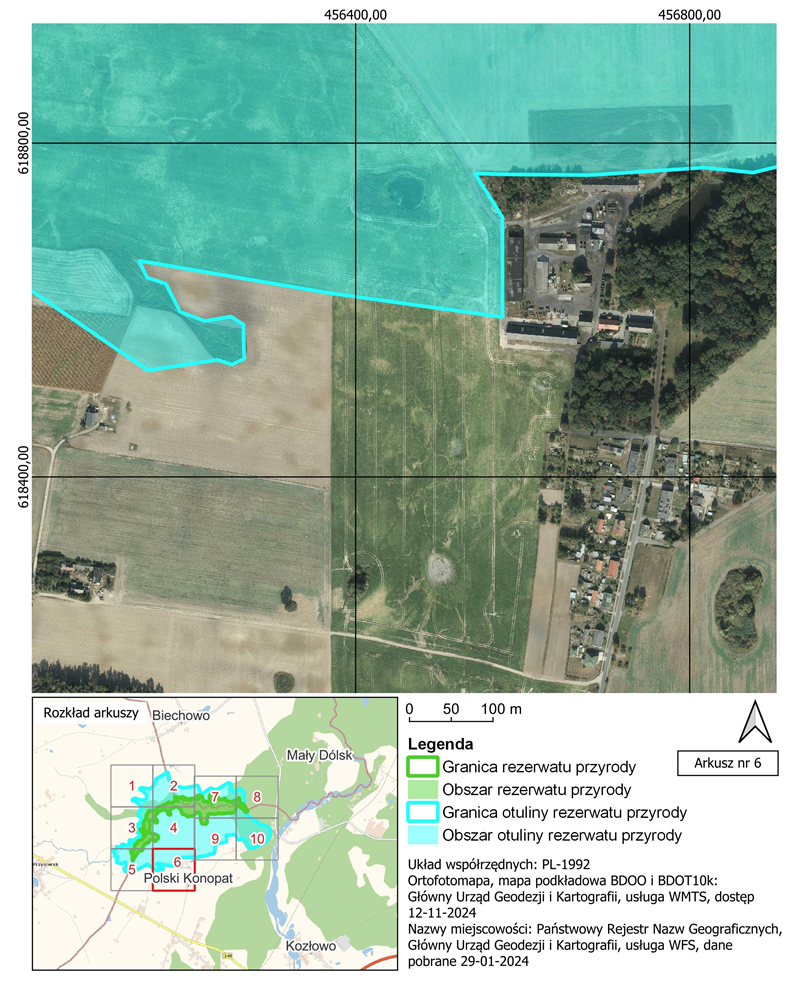 456400,00
456800,00
618800,00
618400,00
Rozkład arkuszy
Biechowo
Mały Dólsk
1
2
7
8
3
4
9
10
5
6
Polski Konopat
Przysiersk
240
Kozłowo
0 50 100 m
Legenda
Granica rezerwatu przyrody
Obszar rezerwatu przyrody
Granica otuliny rezerwatu przyrody
Obszar otuliny rezerwatu przyrody
Arkusz nr 6
Układ współrzędnych: PL-1992
Ortofotomapa, mapa podkładowa BDOO i BDOT10k:
Główny Urząd Geodezji i Kartografii, usługa WMTS, dostęp
12-11-2024
Nazwy miejscowości: Państwowy Rejestr Nazw Geograficznych,
Główny Urząd Geodezji i Kartografii, usługa WFS, dane
pobrane 29-01-2024